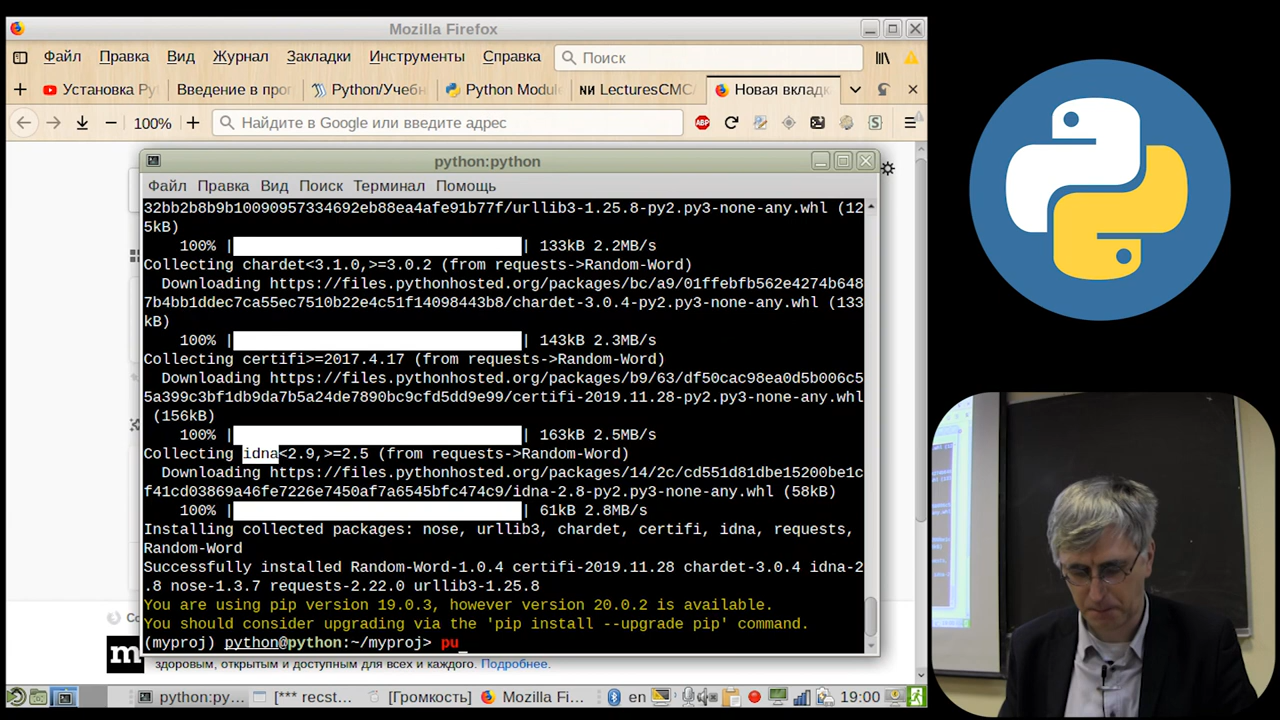 Mozilla Firefox
Файл Правка Вид Журнал Закладки Инструменты Справка Поиск
Установка Py Введение в прог Python/Учеб Python Modul LecturesCMC/ Новая вкладк
100% Найдите в Google или введите адрес ABP
python:python
Файл Правка Вид Поиск Терминал Помощь
32bb2b8b9b10090957334692eb88ea4afe91b77f/urllib3-1.25.8-py2.py3-none-any.whl (12
5kB)
100% | | 133kB 2.2MB/s
Collecting chardet<3.1.0,>=3.0.2 (from requests->Random-Word)
Downloading https://files.pythonhosted.org/packages/bc/a9/01ffebfb562e4274b648
7b4bb1ddec7ca55ec7510b22e4c51f14098443b8/chardet-3.0.4-py2.py3-none-any.whl (133
kB)
100% | | 143kB 2.3MB/s
Collecting certifi>=2017.4.17 (from requests->Random-Word)
Downloading https://files.pythonhosted.org/packages/b9/63/df50cac98ea0d5b006c5
5a399c3bf1db9da7b5a24de7890bc9cfd5dd9e99/certifi-2019.11.28-py2.py3-none-any.whl
(156kB)
100% | | 163kB 2.5MB/s
Collecting idna<2.9,>=2.5 (from requests->Random-Word)
Downloading https://files.pythonhosted.org/packages/14/2c/cd551d81dbe15200be1c
f41cd03869a46fe7226e7450af7a6545bfc474c9/idna-2.8-py2.py3-none-any.whl (58kB)
100% | | 61kB 2.8MB/s
Installing collected packages: nose, urllib3, chardet, certifi, idna, requests,
Random-Word
Successfully installed Random-Word-1.0.4 certifi-2019.11.28 chardet-3.0.4 idna-2
.8 nose-1.3.7 requests-2.22.0 urllib3-1.25.8
You are using pip version 19.0.3, however version 20.0.2 is available.
You should consider upgrading via the 'pip install --upgrade pip' command.
(myproj) python@python:~/myproj> pu
Co
m
здоровым, открытым и доступным для всех и каждого. Подробнее.
python:py... [*** recst... [Громкость] Mozilla Fi... en 19:00